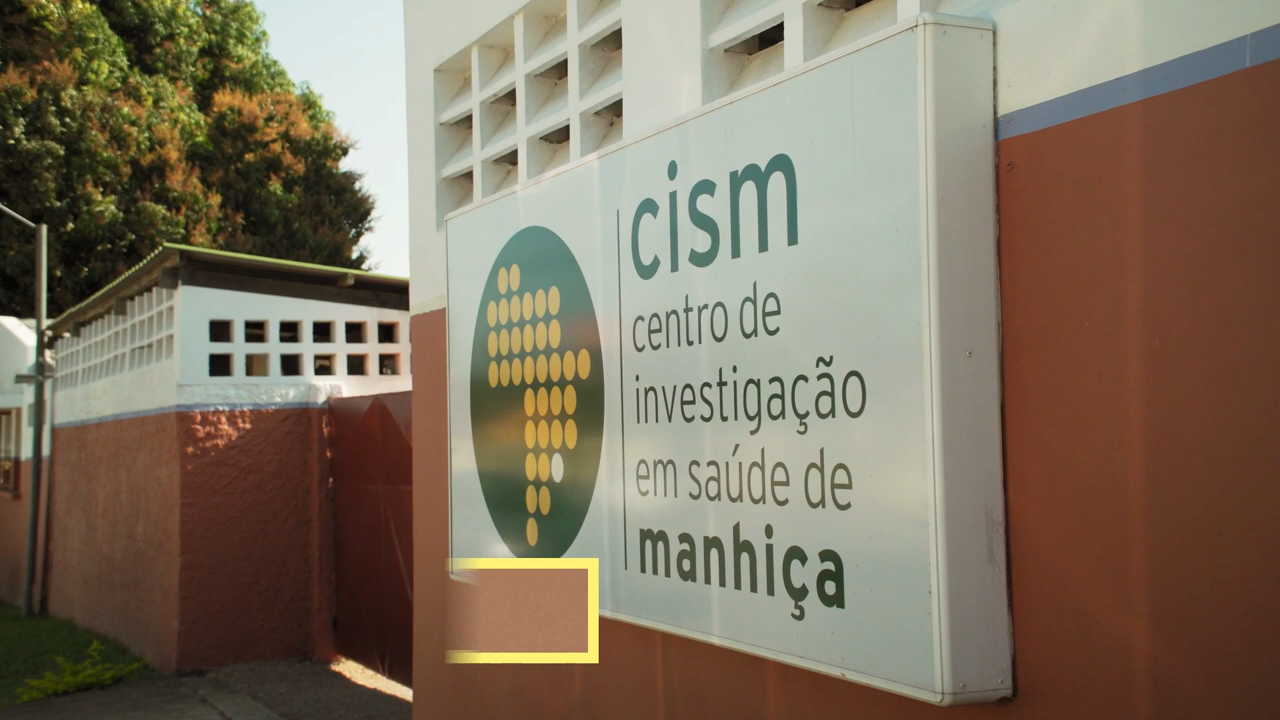 cism
centro de
investigação
em saúde de
manhiça